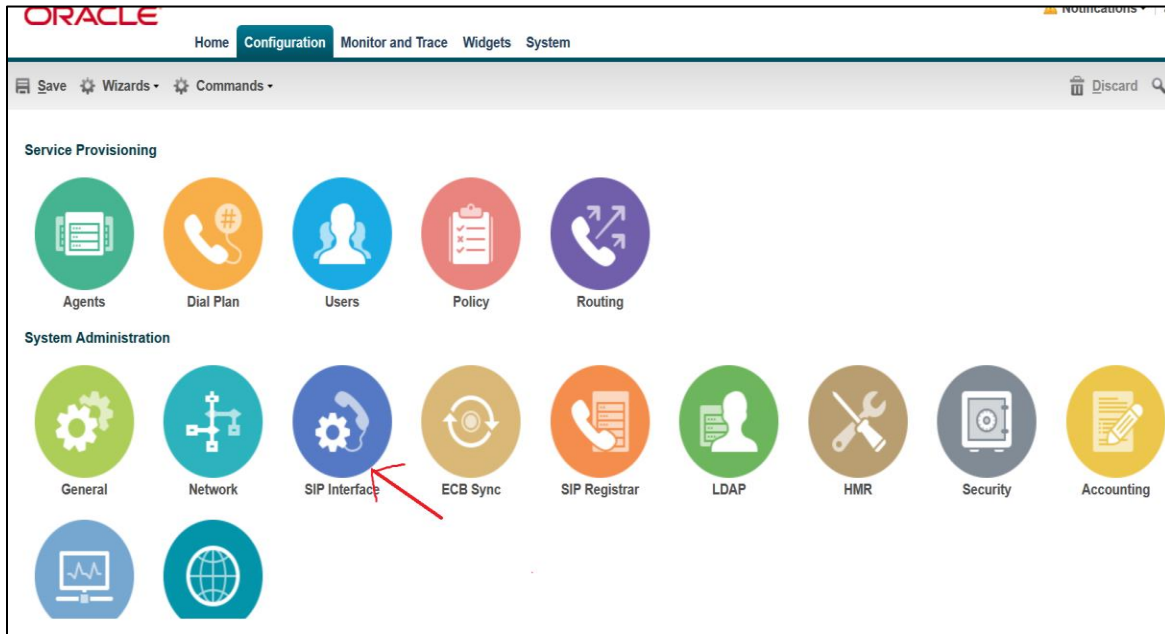 ORACLE
Notifications
Home Configuration Monitor and Trace Widgets System
Save Wizards Commands Discard
Service Provisioning
#
Agents Dial Plan Users Policy Routing
System Administration
General Network SIP Interface ECB Sync SIP Registrar LDAP HMR Security Accounting